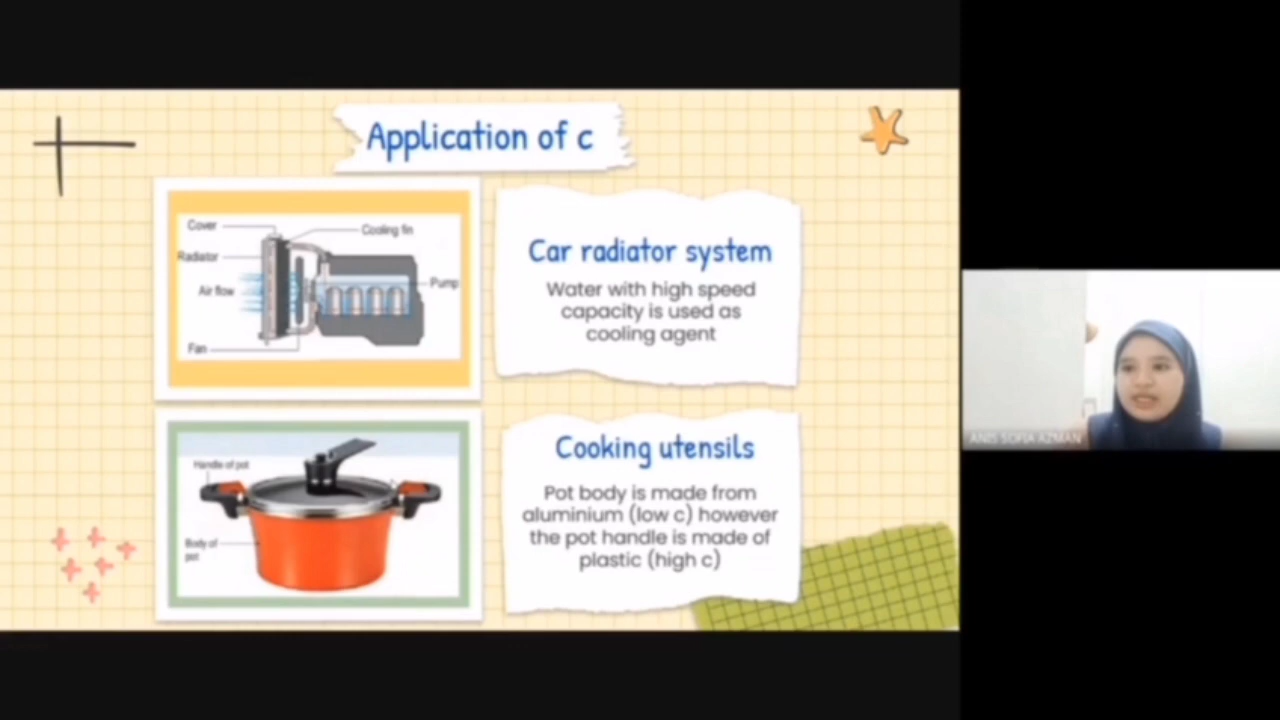 Application of c
Cover
Cooling fin
Radiator
Air flow
Pump
Fan
Car radiator system
Water with high speed
capacity is used as
cooling agent
Handle of pot
Body of
pot
Cooking utensils
Pot body is made from
aluminium (low c) however
the pot handle is made of
plastic (high c)
ANIS SOFIA AZMAN